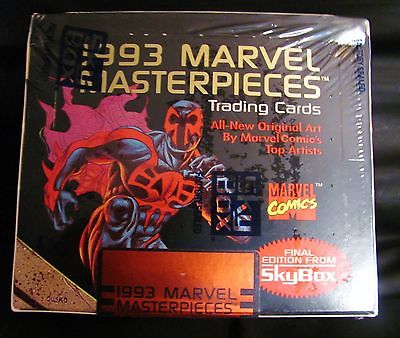 1993 MARVEL
MASTERPIECES™
Trading Cards
All-New Original Art
By Marvel Comic's
Top Artists
MARVEL™
COMICS
FINAL
EDITION FROM
SkyBox
1993 MARVEL
MASTERPIECES